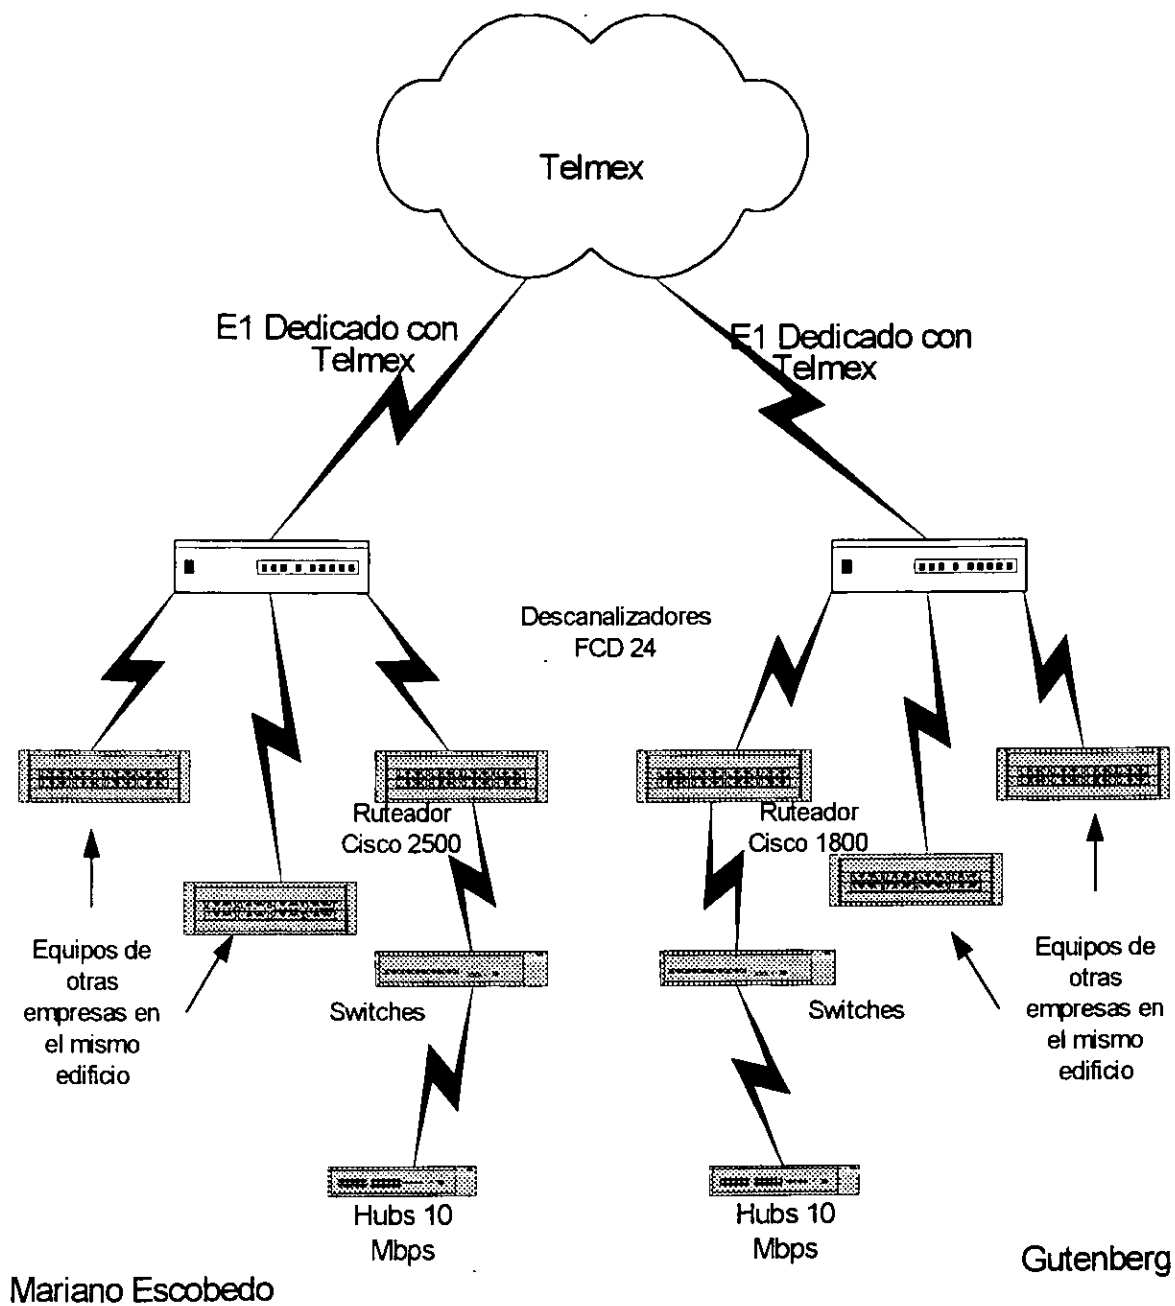 Telmex
E1 Dedicado con
Telmex
E1 Dedicado con
Telmex
Descanalizadores
FCD 24
Ruteador
Cisco 2500
Ruteador
Cisco 1800
Equipos de
otras
empresas en
el mismo
edificio
Switches
Switches
Equipos de
otras
empresas en
el mismo
edificio
Hubs 10
Mbps
Hubs 10
Mbps
Mariano Escobedo
Gutenberg